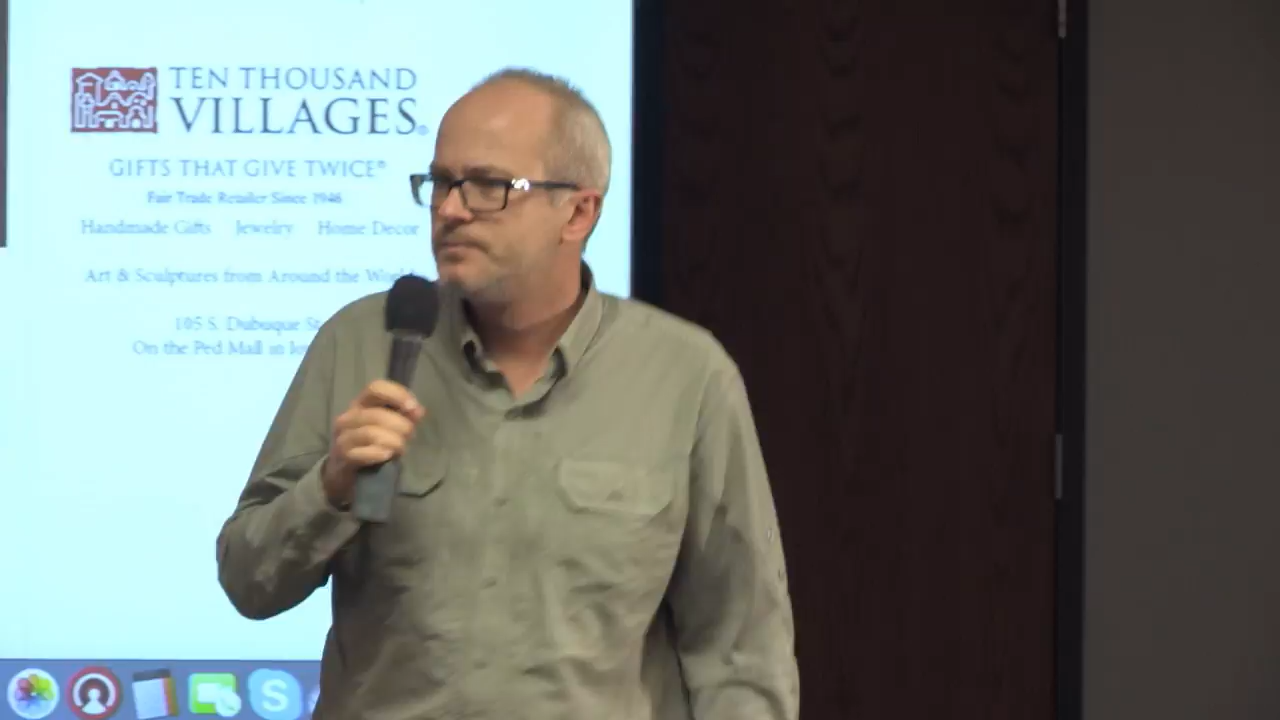 TEN THOUSAND
VILLAGES®
GIFTS THAT GIVE TWICE®
Fair Trade Retailer Since 1946
Handmade Gifts Jewelry Home Decor
Art & Sculptures from Around the World
105 S. Dubuque
On the Ped Mall in
S